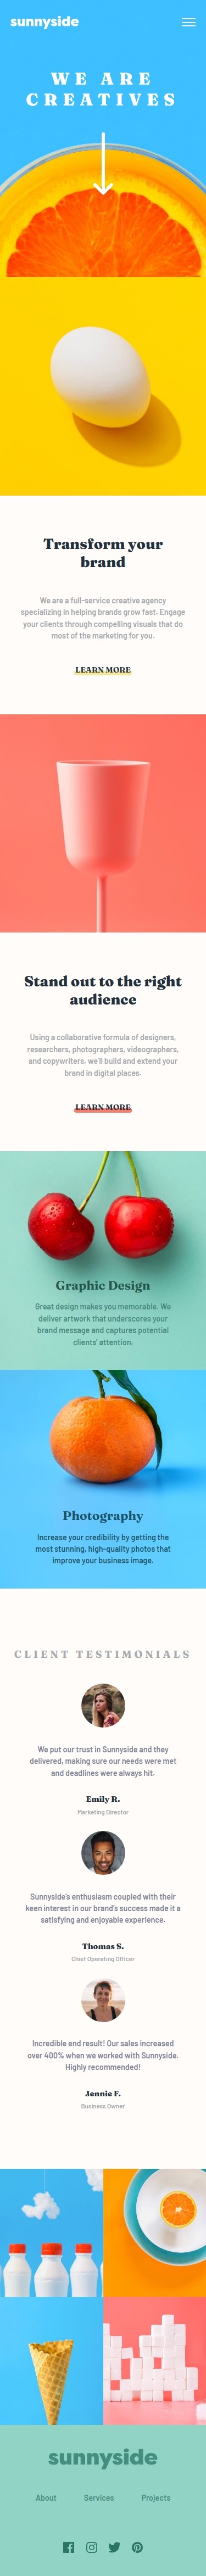 sunnyside
WE ARE
CREATIVES
Transform your
brand
We are a full-service creative agency
specializing in helping brands grow fast. Engage
your clients through compelling visuals that do
most of the marketing for you.
LEARN MORE
Stand out to the right
audience
Using a collaborative formula of designers,
researchers, photographers, videographers,
and copywriters, we'll build and extend your
brand in digital places.
LEARN MORE
Graphic Design
Great design makes you memorable. We
deliver artwork that underscores your
brand message and captures potential
clients' attention.
Photography
Increase your credibility by getting the
most stunning, high-quality photos that
improve your business image.
CLIENT TESTIMONIALS
We put our trust in Sunnyside and they
delivered, making sure our needs were met
and deadlines were always hit.
Emily R.
Marketing Director
Sunnyside's enthusiasm coupled with their
keen interest in our brand's success made it a
satisfying and enjoyable experience.
Thomas S.
Chief Operating Officer
Incredible end result! Our sales increased
over 400% when we worked with Sunnyside.
Highly recommended!
Jennie F.
Business Owner
sunnyside
About Services Projects